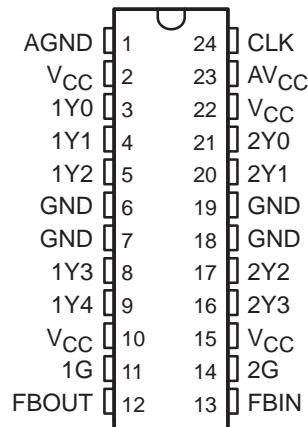 AGND 1 24 CLK
VCC 2 23 AVCC
1Y0 3 22 VCC
1Y1 4 21 2Y0
1Y2 5 20 2Y1
GND 6 19 GND
GND 7 18 GND
1Y3 8 17 2Y2
1Y4 9 16 2Y3
VCC 10 15 VCC
1G 11 14 2G
FBOUT 12 13 FBIN